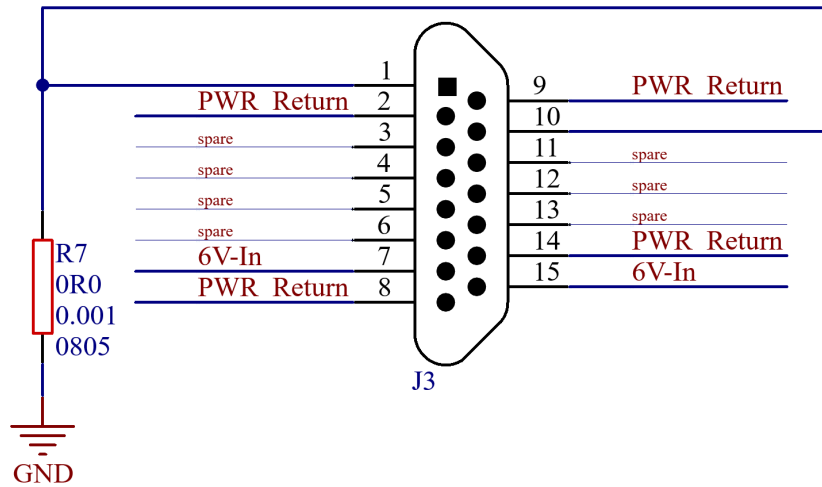 1
PWR Return 2
spare 3
spare 4
spare 5
spare 6
6V-In 7
PWR Return 8
9 PWR Return
10
11 spare
12 spare
13 spare
14 PWR Return
15 6V-In
J3
R7
0R0
0.001
0805
GND